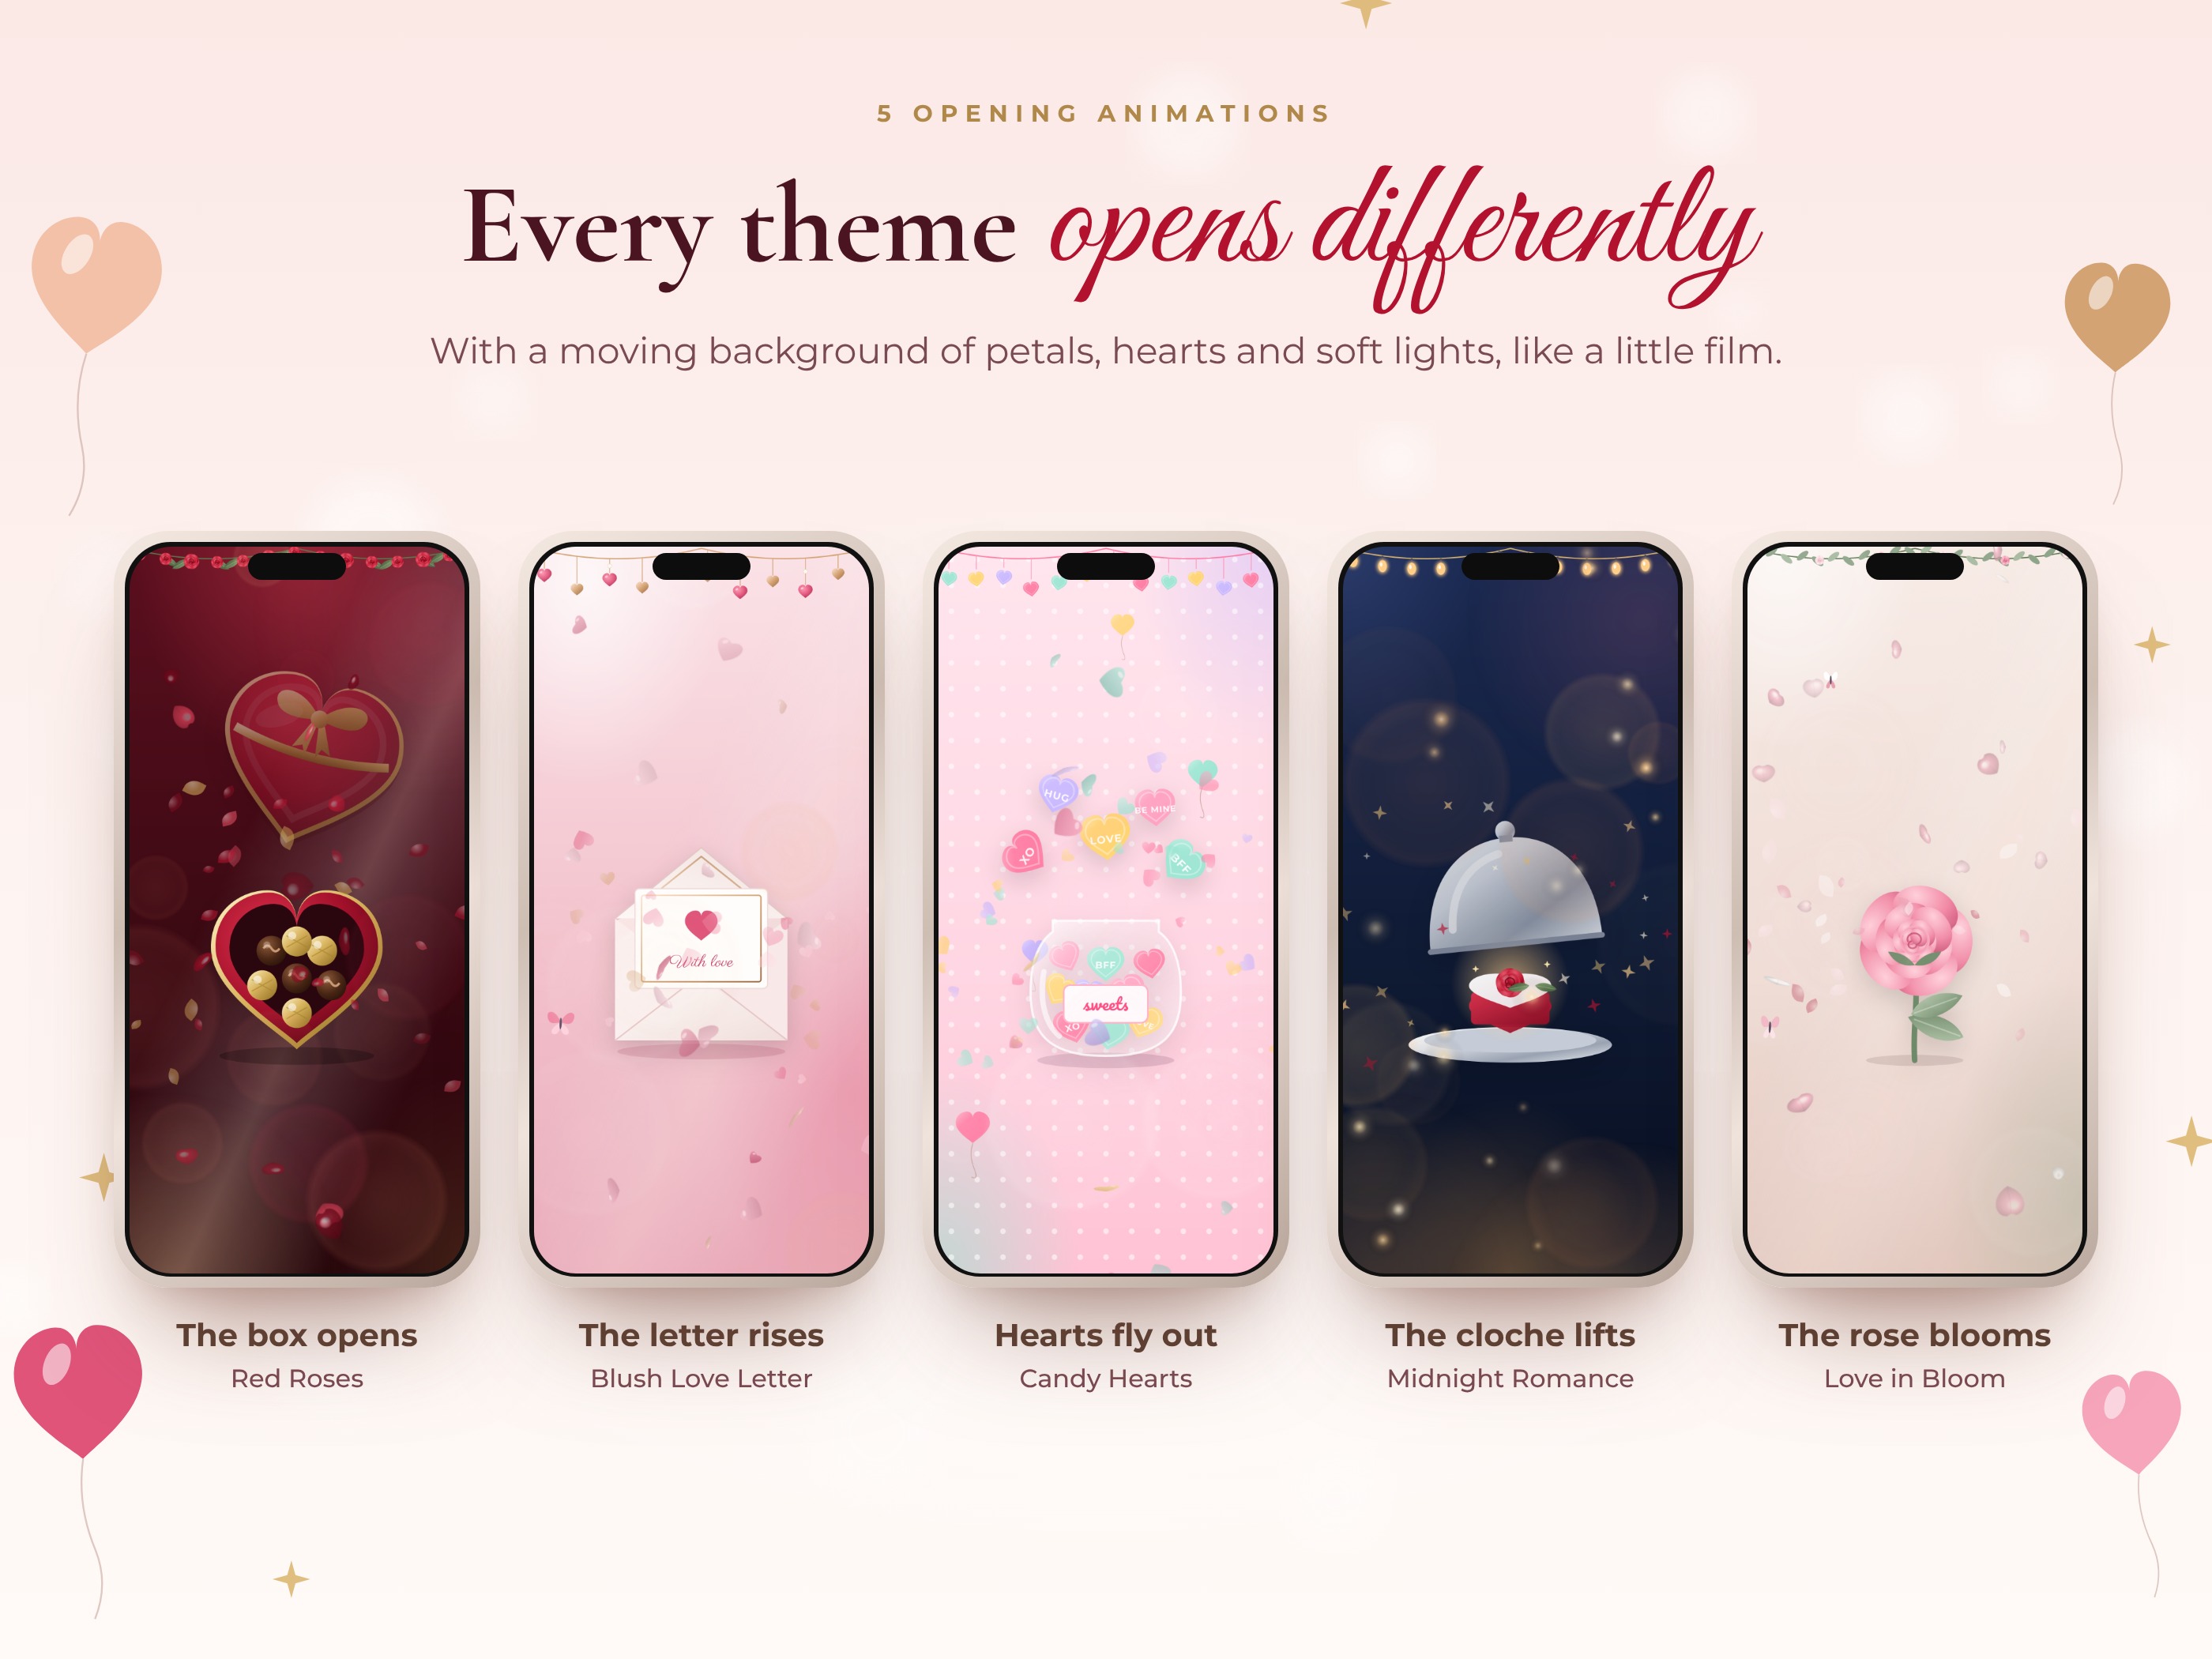 5 OPENING ANIMATIONS
Every theme opens differently
With a moving background of petals, hearts and soft lights, like a little film.
With love
HUG
BE MINE
LOVE
XO
BFF
BFF
sweets
XO
The box opens
Red Roses
The letter rises
Blush Love Letter
Hearts fly out
Candy Hearts
The cloche lifts
Midnight Romance
The rose blooms
Love in Bloom